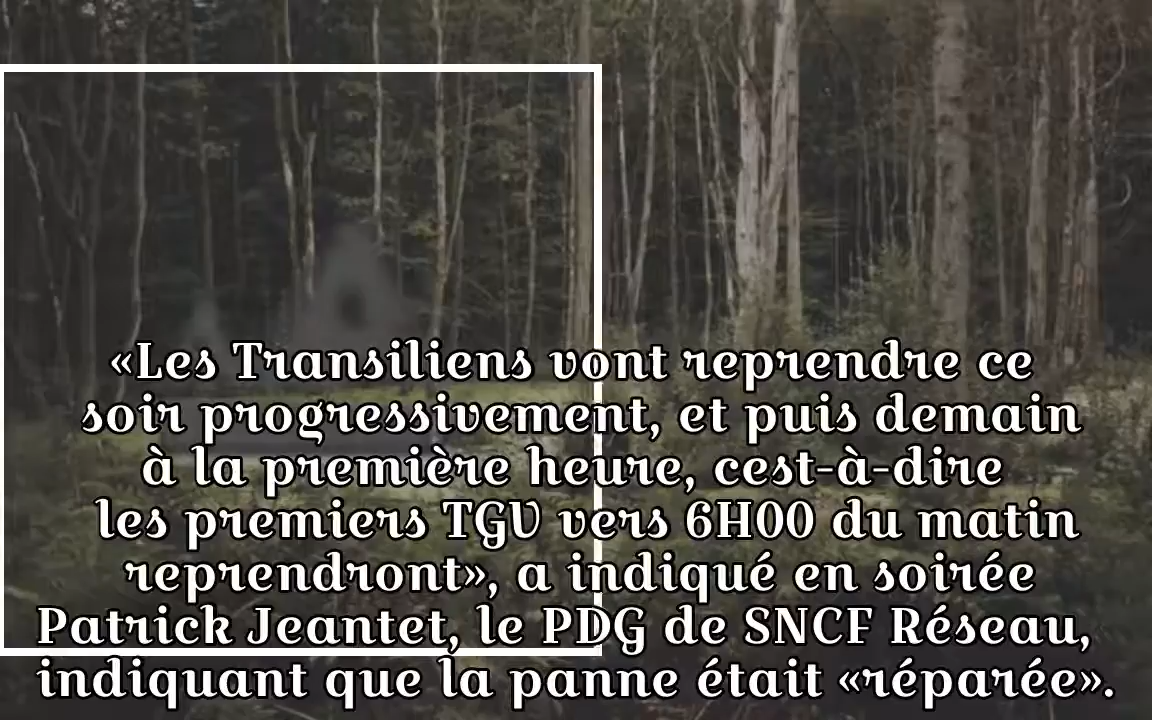 «Les Transiliens vont reprendre ce
soir progressivement, et puis demain
à la première heure, cest-à-dire
les premiers TGV vers 6H00 du matin
reprendront», a indiqué en soirée
Patrick Jeantet, le PDG de SNCF Réseau,
indiquant que la panne était «réparée».